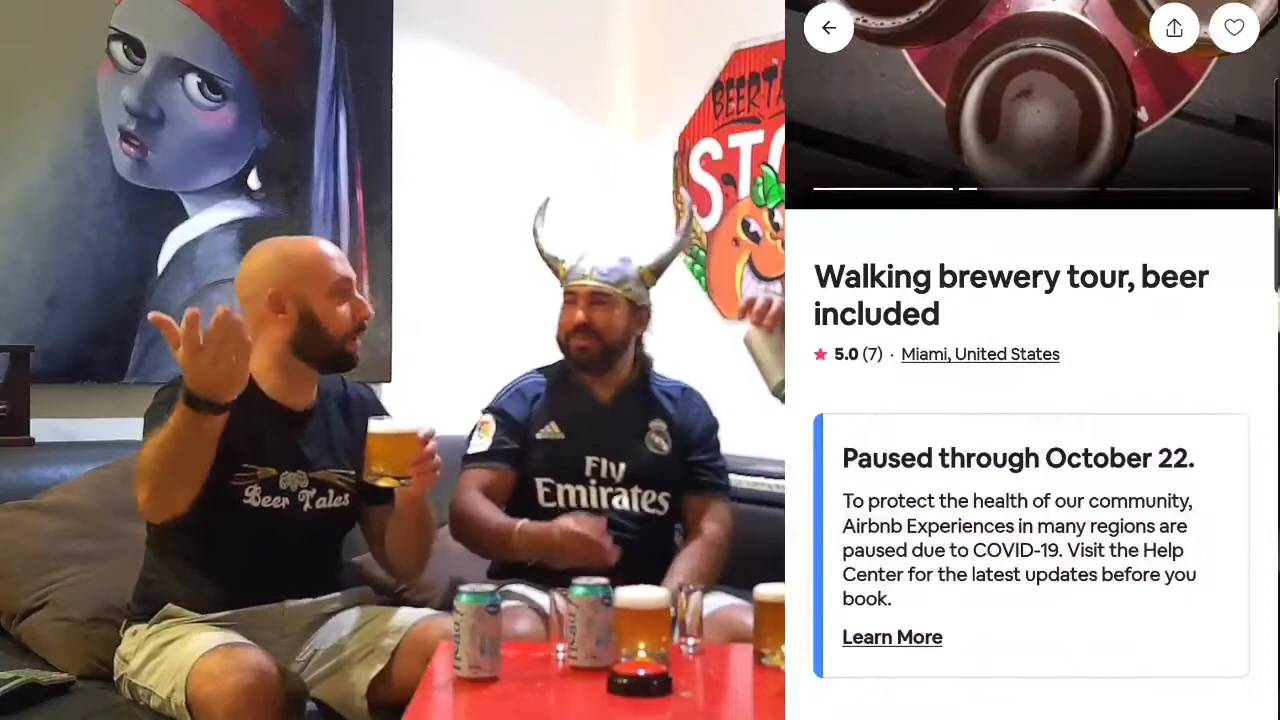 BEERTA
STO
Beer Tales
Fly
Emirates
Walking brewery tour, beer
included
5.0 (7) · Miami, United States
Paused through October 22.
To protect the health of our community,
Airbnb Experiences in many regions are
paused due to COVID-19. Visit the Help
Center for the latest updates before you
book.
Learn More